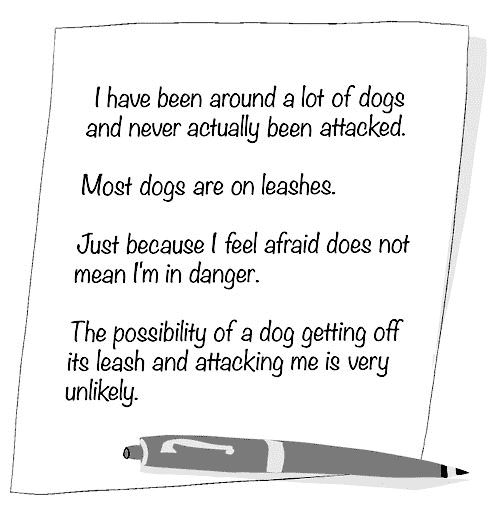 I have been around a lot of dogs
and never actually been attacked.
Most dogs are on leashes.
Just because I feel afraid does not
mean I'm in danger.
The possibility of a dog getting off
its leash and attacking me is very
unlikely.